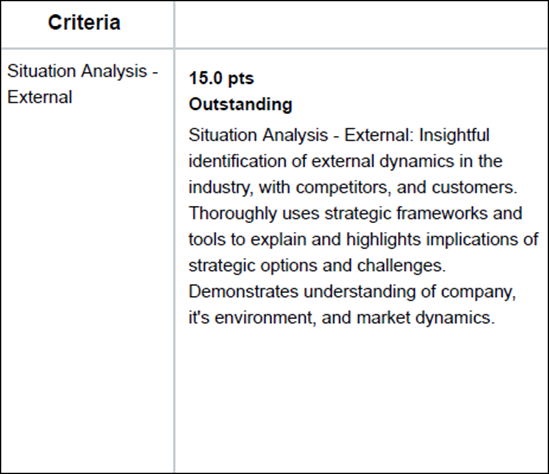 Criteria
Situation Analysis -
External
15.0 pts
Outstanding
Situation Analysis - External: Insightful
identification of external dynamics in the
industry, with competitors, and customers.
Thoroughly uses strategic frameworks and
tools to explain and highlights implications of
strategic options and challenges.
Demonstrates understanding of company,
it's environment, and market dynamics.